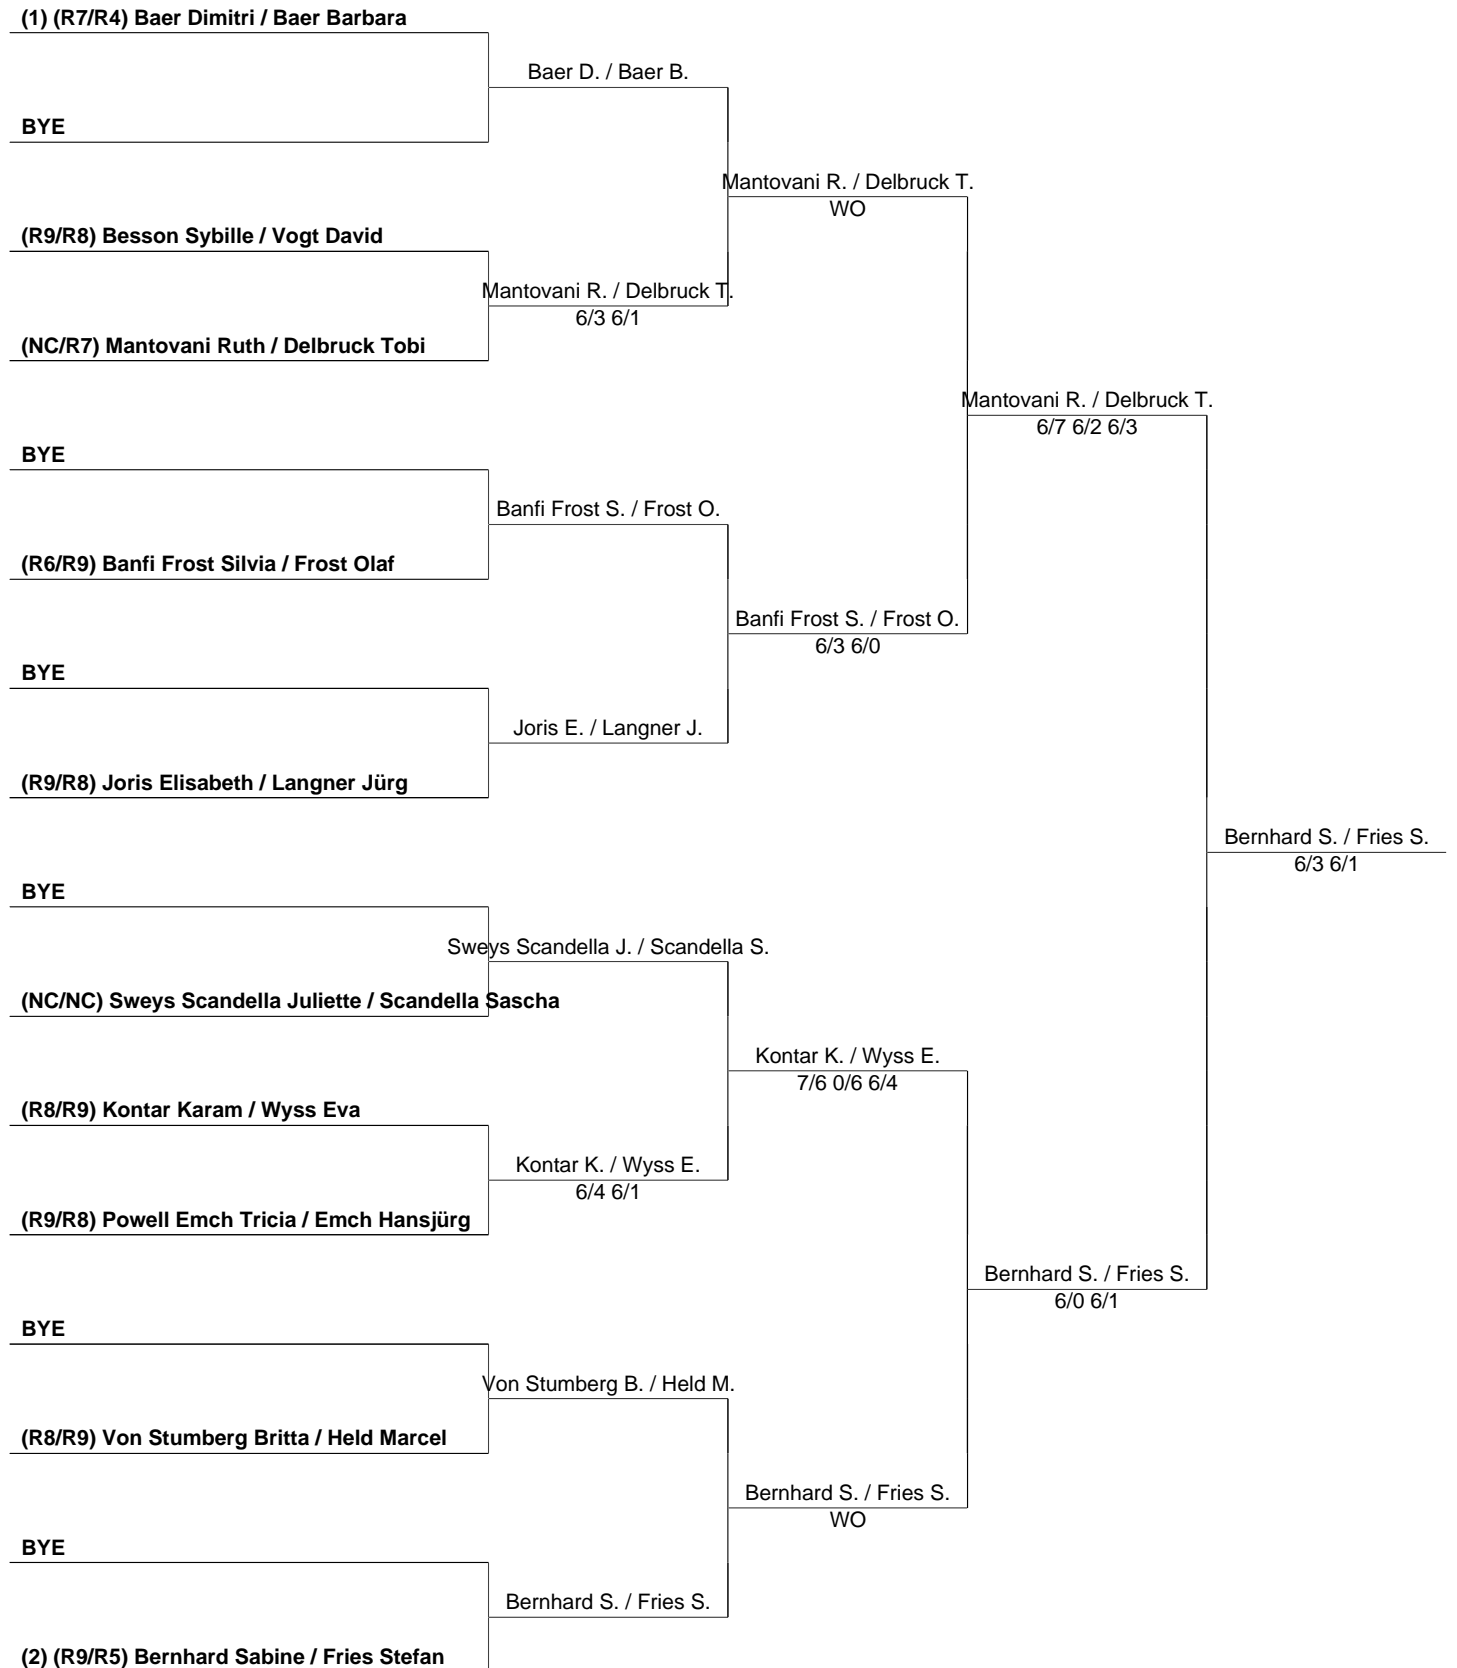 (1) (R7/R4) Baer Dimitri / Baer Barbara
Baer D. / Baer B.
BYE
Mantovani R. / Delbruck T.
WO
(R9/R8) Besson Sybille / Vogt David
Mantovani R. / Delbruck T.
6/3 6/1
(NC/R7) Mantovani Ruth / Delbruck Tobi
Mantovani R. / Delbruck T.
6/7 6/2 6/3
BYE
Banfi Frost S. / Frost O.
(R6/R9) Banfi Frost Silvia / Frost Olaf
Banfi Frost S. / Frost O.
6/3 6/0
BYE
Joris E. / Langner J.
(R9/R8) Joris Elisabeth / Langner Jürg
Bernhard S. / Fries S.
6/3 6/1
BYE
Sweys Scandella J. / Scandella S.
(NC/NC) Sweys Scandella Juliette / Scandella Sascha
Kontar K. / Wyss E.
7/6 0/6 6/4
(R8/R9) Kontar Karam / Wyss Eva
Kontar K. / Wyss E.
6/4 6/1
(R9/R8) Powell Emch Tricia / Emch Hansjürg
Bernhard S. / Fries S.
6/0 6/1
BYE
Von Stumberg B. / Held M.
(R8/R9) Von Stumberg Britta / Held Marcel
Bernhard S. / Fries S.
WO
BYE
Bernhard S. / Fries S.
(2) (R9/R5) Bernhard Sabine / Fries Stefan